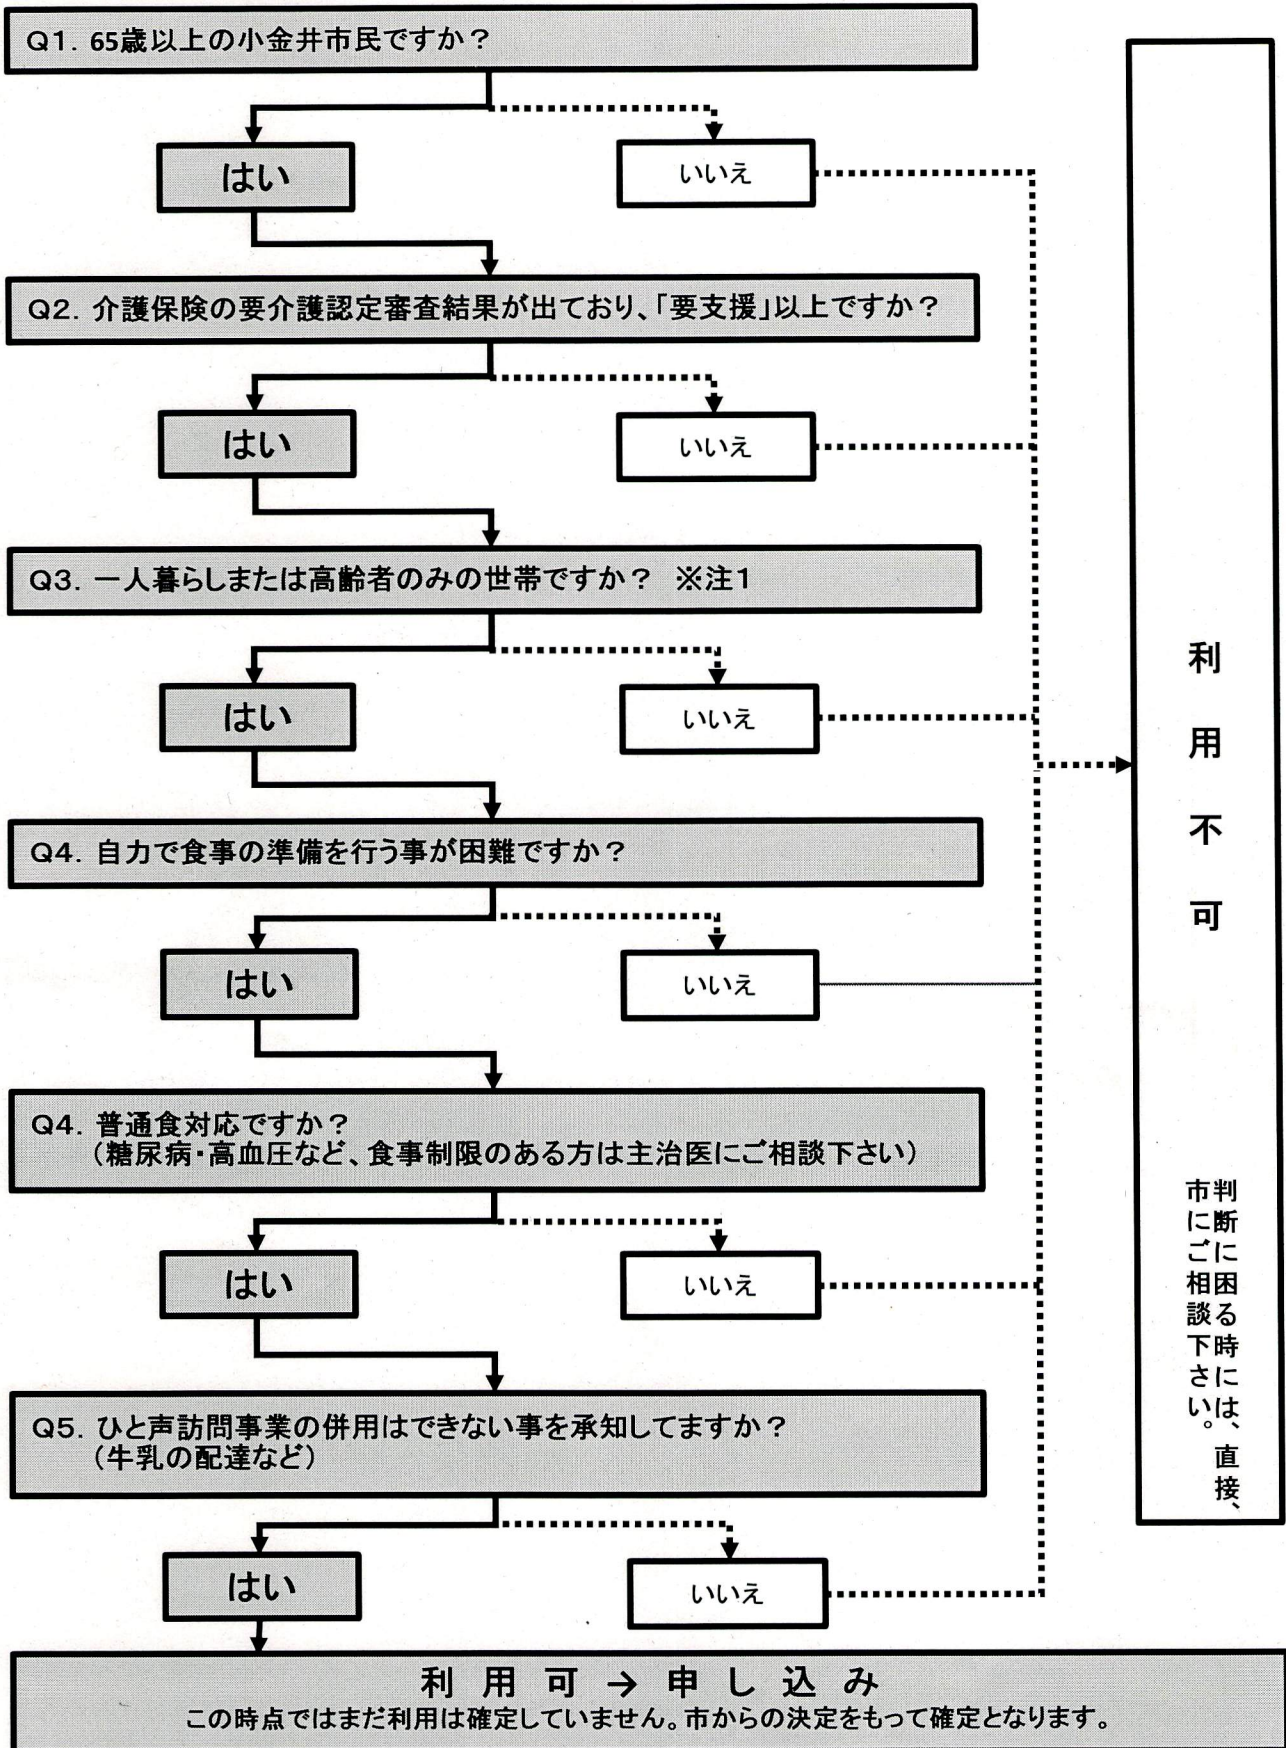 Q1. 65歳以上の小金井市民ですか？
はい
いいえ
Q2. 介護保険の要介護認定審査結果が出ており、「要支援」以上ですか？
はい
いいえ
Q3. 一人暮らしまたは高齢者のみの世帯ですか？ ※注1
はい
いいえ
Q4. 自力で食事の準備を行う事が困難ですか？
はい
いいえ
Q4. 普通食対応ですか？
（糖尿病・高血圧など、食事制限のある方は主治医にご相談下さい）
はい
いいえ
Q5. ひと声訪問事業の併用はできない事を承知してますか？
（牛乳の配達など）
はい
いいえ
利用不可
判断に困る時には、直接、
市にご相談下さい。
利用可→申し込み
この時点ではまだ利用は確定していません。市からの決定をもって確定となります。